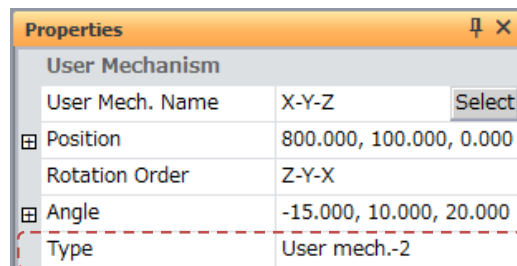 Properties
User Mechanism
User Mech. Name X-Y-Z Select
Position 800.000, 100.000, 0.000
Rotation Order Z-Y-X
Angle -15.000, 10.000, 20.000
Type User mech.-2